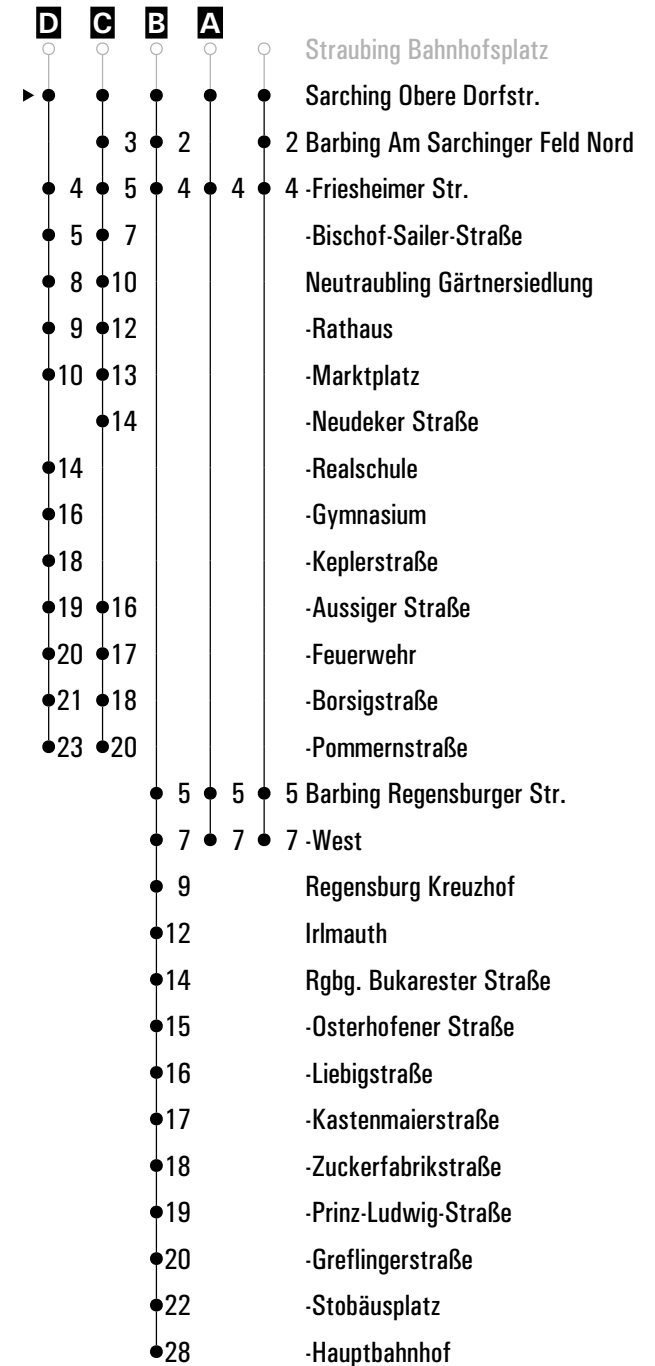 D C B A
Straubing Bahnhofsplatz
Sarching Obere Dorfstr.
3 2 2 Barbing Am Sarchinger Feld Nord
4 5 4 4 4 -Friesheimer Str.
5 7 -Bischof-Sailer-Straße
8 10 Neutraubling Gärtnersiedlung
9 12 -Rathaus
10 13 -Marktplatz
14 -Neudeker Straße
14 -Realschule
16 -Gymnasium
18 -Keplerstraße
19 16 -Aussiger Straße
20 17 -Feuerwehr
21 18 -Borsigstraße
23 20 -Pommernstraße
5 5 5 Barbing Regensburger Str.
7 7 7 -West
9 Regensburg Kreuzhof
12 Irlmauth
14 Rgbg. Bukarester Straße
15 -Osterhofener Straße
16 -Liebigstraße
17 -Kastenmaierstraße
18 -Zuckerfabrikstraße
19 -Prinz-Ludwig-Straße
20 -Greflingerstraße
22 -Stobäusplatz
28 -Hauptbahnhof